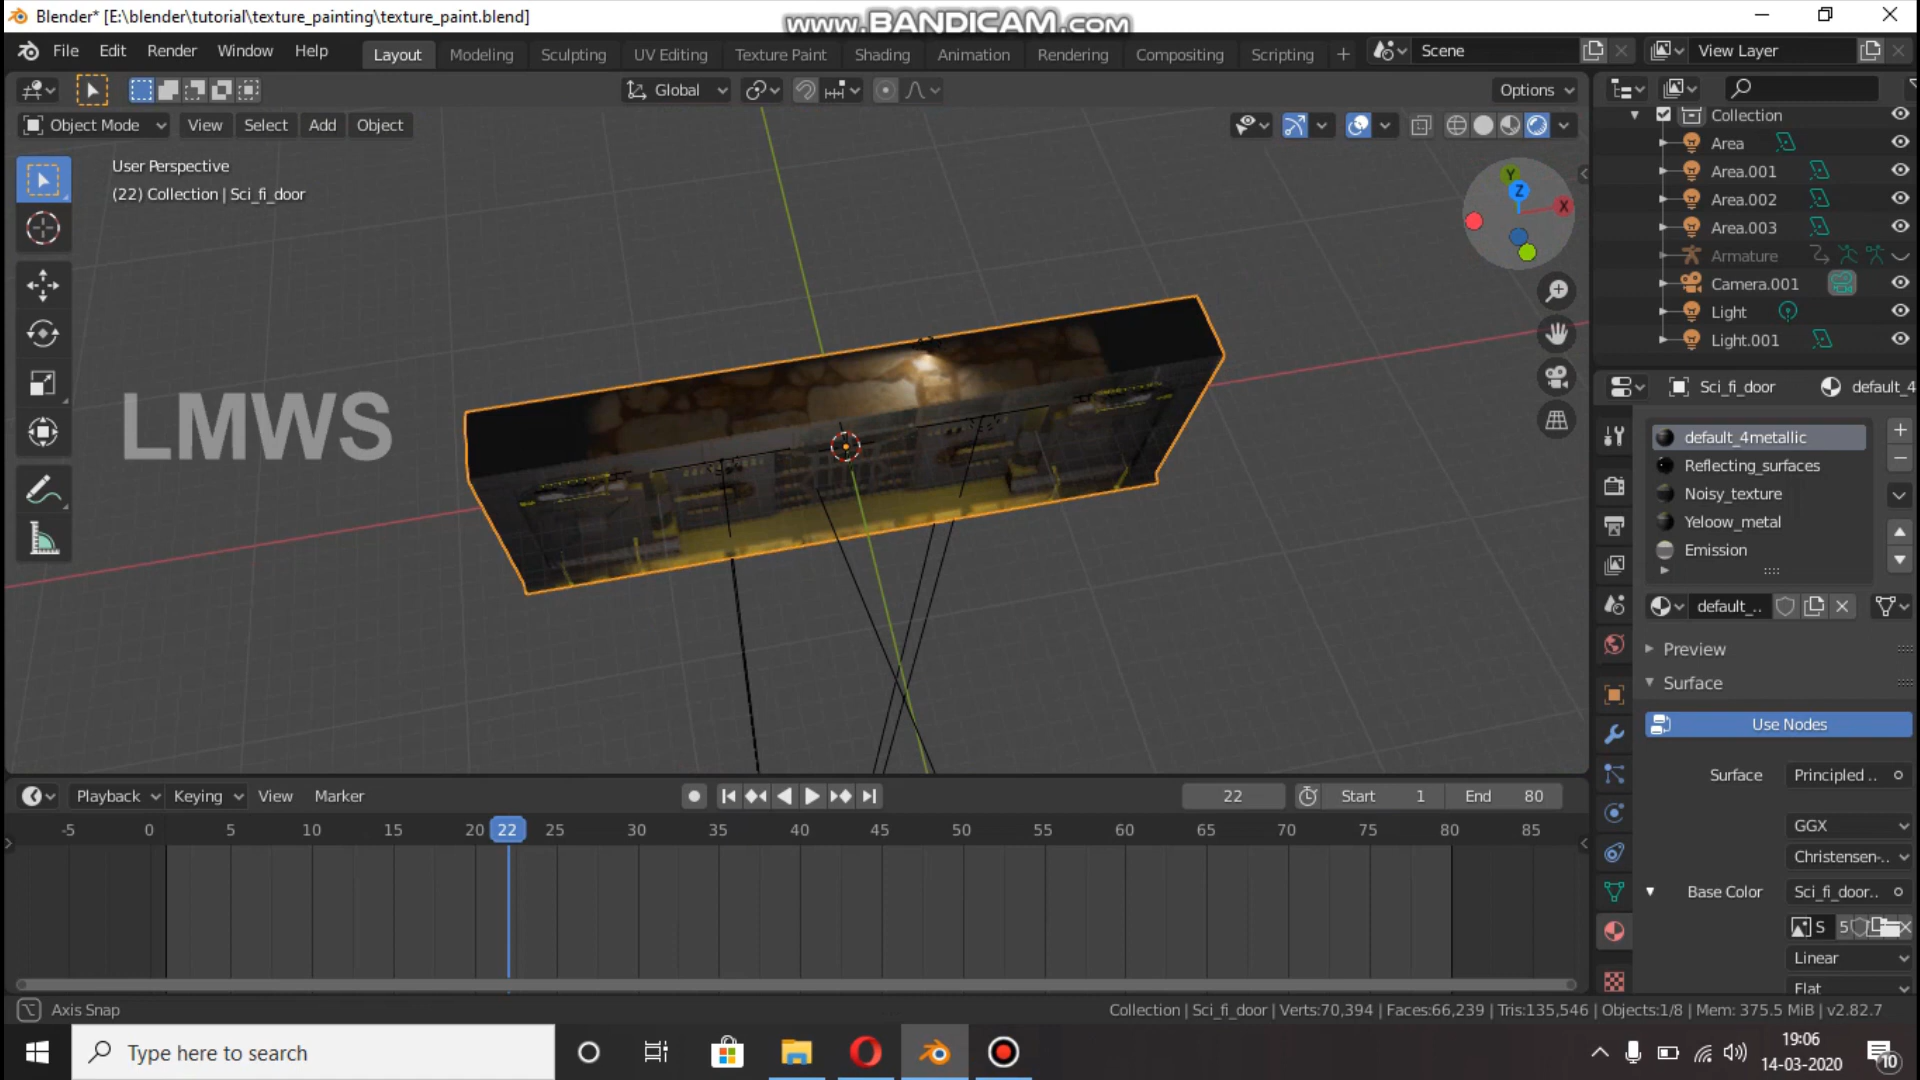 Blender* [E:\blender\tutorial\texture_painting\texture_paint.blend]
www.BANDICAM.com
File Edit Render Window Help
Layout Modeling Sculpting UV Editing Texture Paint Shading Animation Rendering Compositing Scripting +
Scene
View Layer
Global
Options
Object Mode View Select Add Object
User Perspective
(22) Collection | Sci_fi_door
LMWS
Y
Z
X
Collection
Area
Area.001
Area.002
Area.003
Armature
Camera.001
Light
Light.001
Sci_fi_door default_4
default_4metallic
Reflecting_surfaces
Noisy_texture
Yeloow_metal
Emission
default_..
Preview
Surface
Use Nodes
Surface Principled ..
GGX
Christensen-..
Base Color Sci_fi_door..
S 5
Linear
Flat
Playback Keying View Marker
22 Start 1 End 80
-5 0 5 10 15 20 22 25 30 35 40 45 50 55 60 65 70 75 80 85
Axis Snap
Collection | Sci_fi_door | Verts:70,394 | Faces:66,239 | Tris:135,546 | Objects:1/8 | Mem: 375.5 MiB | v2.82.7
Type here to search
19:06
14-03-2020
10